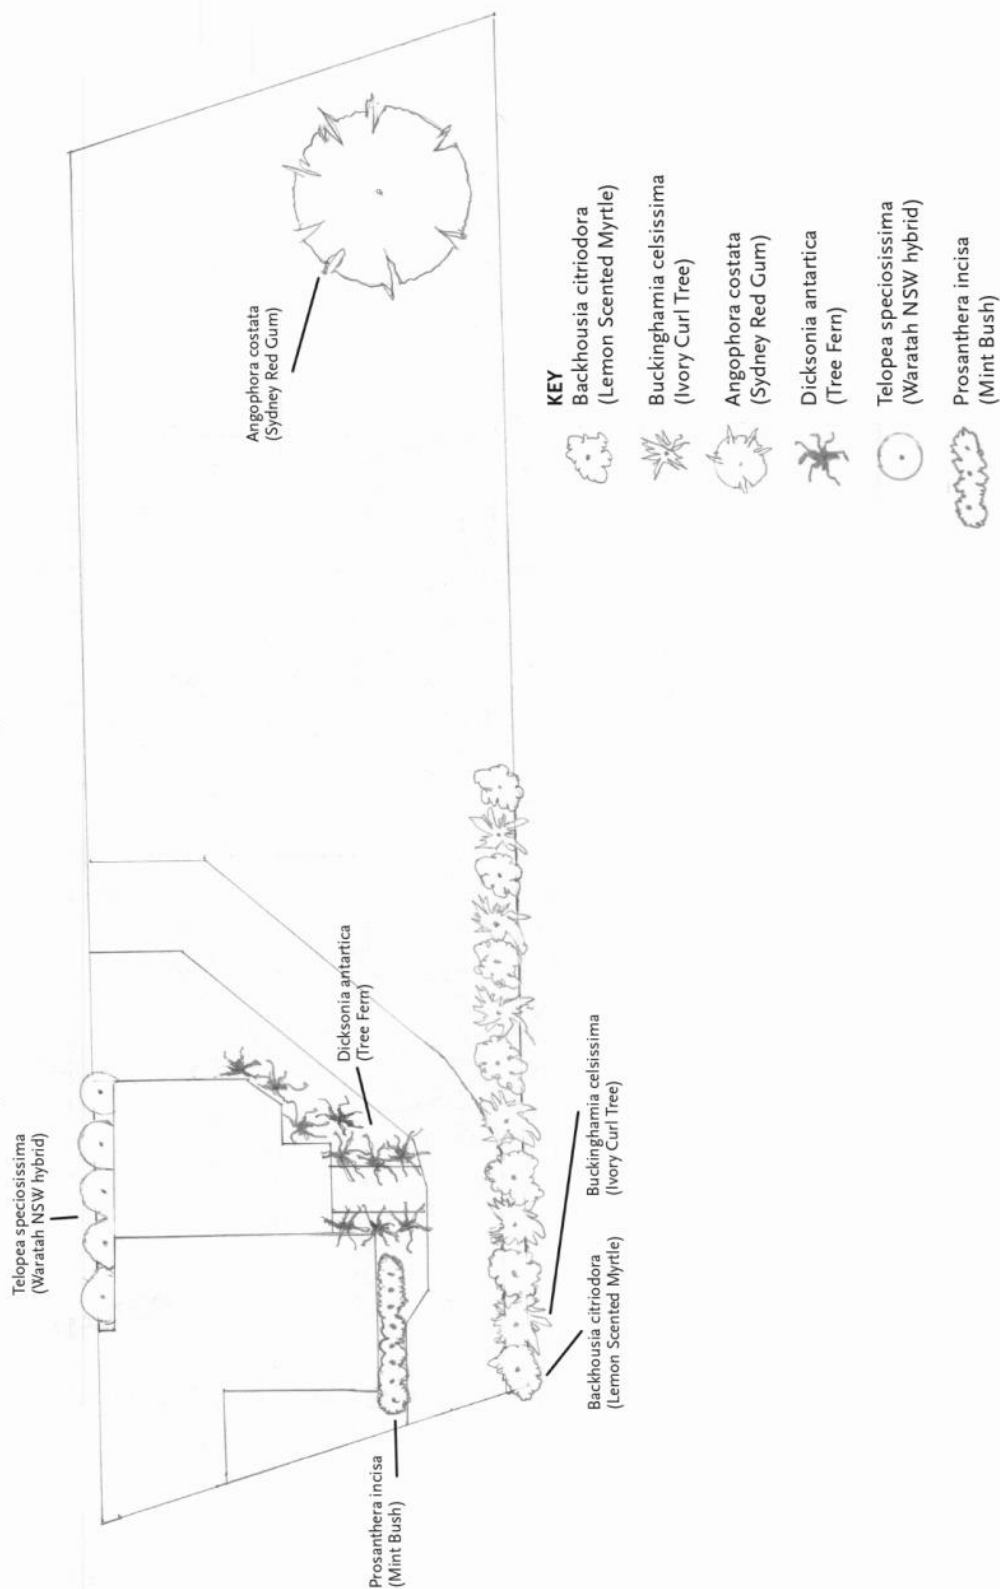 Telopea speciosissima
(Waratah NSW hybrid)
Prosanthera incisa
(Mint Bush)
Dicksonia antartica
(Tree Fern)
Backhousia citriodora
(Lemon Scented Myrtle)
Buckinghamia celsissima
(Ivory Curl Tree)
Angophora costata
(Sydney Red Gum)
KEY
Backhousia citriodora
(Lemon Scented Myrtle)
Buckinghamia celsissima
(Ivory Curl Tree)
Angophora costata
(Sydney Red Gum)
Dicksonia antartica
(Tree Fern)
Telopea speciosissima
(Waratah NSW hybrid)
Prosanthera incisa
(Mint Bush)